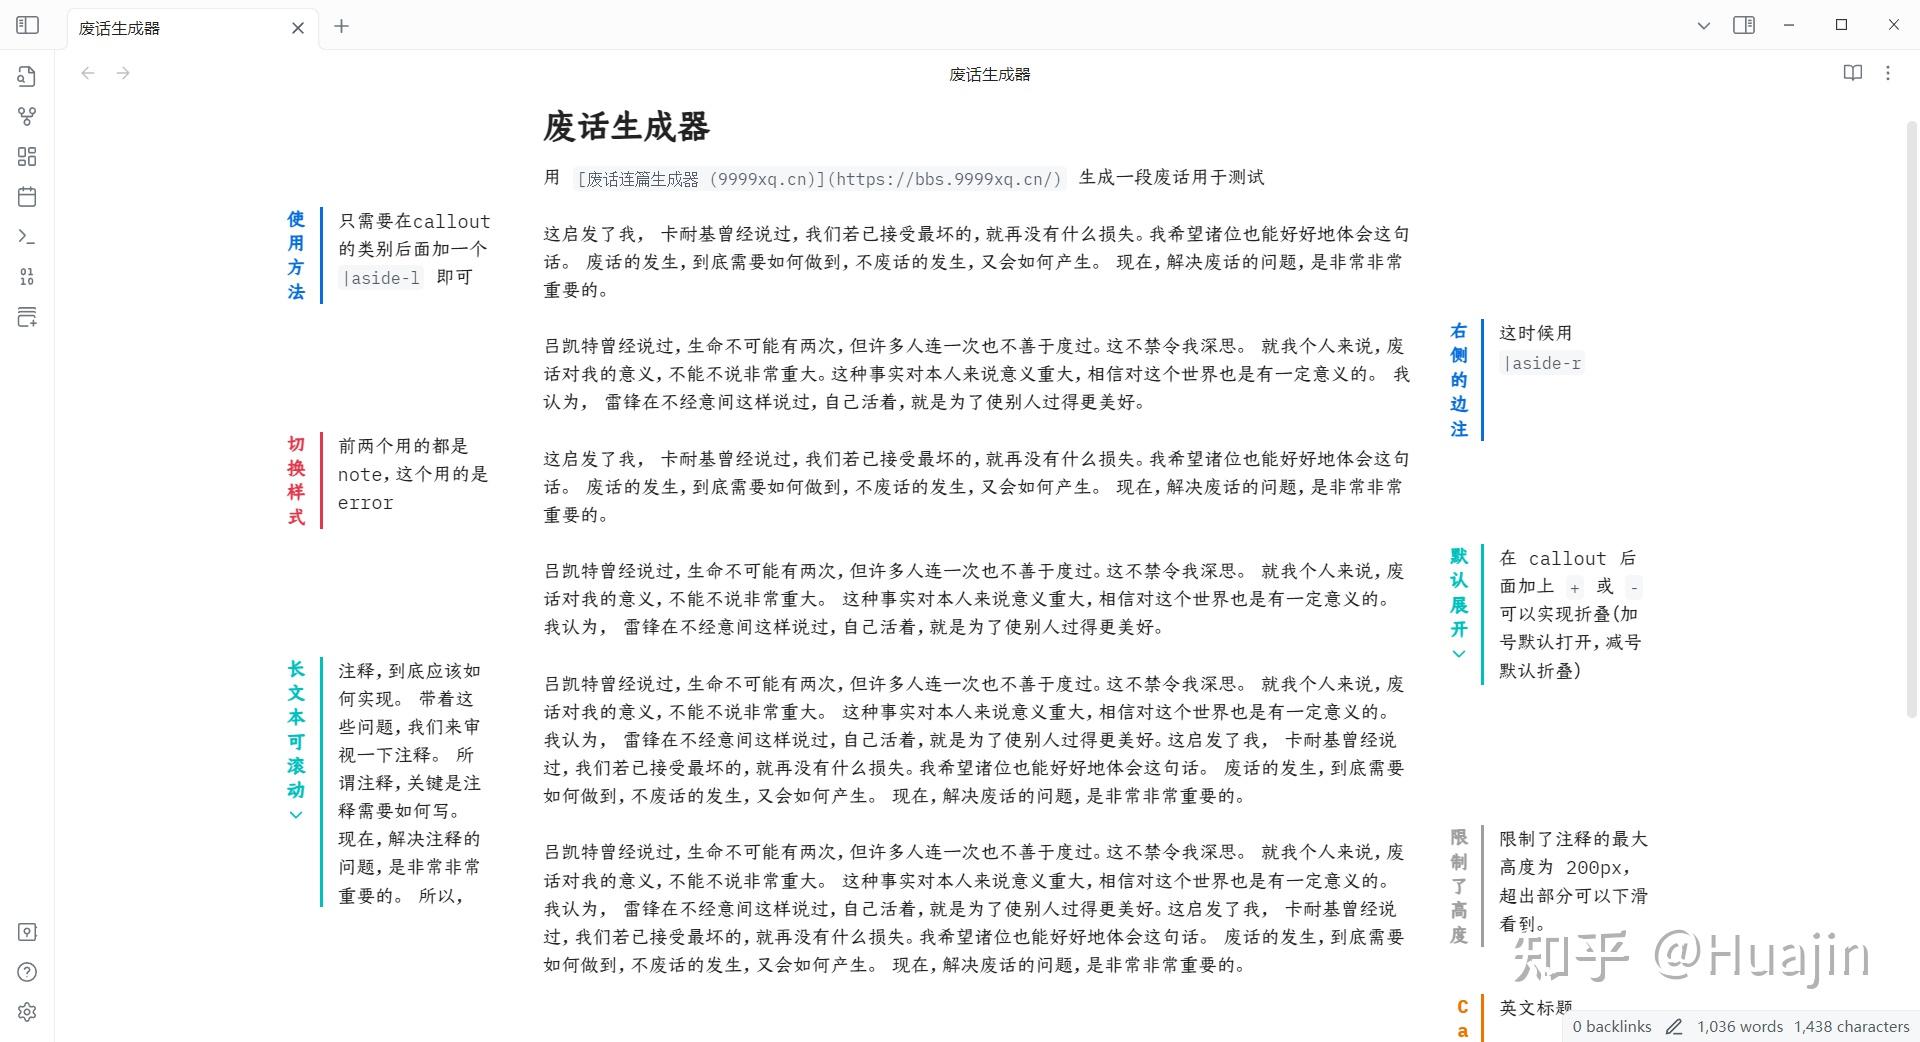 废话生成器
废话生成器
废话生成器
用 [废话连篇生成器 (9999xq.cn)](https://bbs.9999xq.cn/) 生成一段废话用于测试
使用方法
只需要在callout
的类别后面加一个
|aside-l 即可
这启发了我, 卡耐基曾经说过,我们若已接受最坏的,就再没有什么损失。我希望诸位也能好好地体会这句
话。 废话的发生,到底需要如何做到,不废话的发生,又会如何产生。 现在,解决废话的问题,是非常非常
重要的。
右侧的边注
这时候用
|aside-r
吕凯特曾经说过,生命不可能有两次,但许多人连一次也不善于度过。这不禁令我深思。 就我个人来说,废
话对我的意义,不能不说非常重大。这种事实对本人来说意义重大,相信对这个世界也是有一定意义的。 我
认为, 雷锋在不经意间这样说过,自己活着,就是为了使别人过得更美好。
切换样式
前两个用的都是
note,这个用的是
error
这启发了我, 卡耐基曾经说过,我们若已接受最坏的,就再没有什么损失。我希望诸位也能好好地体会这句
话。 废话的发生,到底需要如何做到,不废话的发生,又会如何产生。 现在,解决废话的问题,是非常非常
重要的。
默认展开
在 callout 后
面加上 + 或 -
可以实现折叠(加
号默认打开,减号
默认折叠)
吕凯特曾经说过,生命不可能有两次,但许多人连一次也不善于度过。这不禁令我深思。 就我个人来说,废
话对我的意义,不能不说非常重大。 这种事实对本人来说意义重大,相信对这个世界也是有一定意义的。
我认为, 雷锋在不经意间这样说过,自己活着,就是为了使别人过得更美好。
长文本可滚动
注释,到底应该如
何实现。 带着这
些问题,我们来审
视一下注释。 所
谓注释,关键是注
释需要如何写。
现在,解决注释的
问题,是非常非常
重要的。 所以,
吕凯特曾经说过,生命不可能有两次,但许多人连一次也不善于度过。这不禁令我深思。 就我个人来说,废
话对我的意义,不能不说非常重大。 这种事实对本人来说意义重大,相信对这个世界也是有一定意义的。
我认为, 雷锋在不经意间这样说过,自己活着,就是为了使别人过得更美好。这启发了我, 卡耐基曾经说
过,我们若已接受最坏的,就再没有什么损失。我希望诸位也能好好地体会这句话。 废话的发生,到底需要
如何做到,不废话的发生,又会如何产生。 现在,解决废话的问题,是非常非常重要的。
限制了高度
限制了注释的最大
高度为 200px,
超出部分可以下滑
看到。
吕凯特曾经说过,生命不可能有两次,但许多人连一次也不善于度过。这不禁令我深思。 就我个人来说,废
话对我的意义,不能不说非常重大。 这种事实对本人来说意义重大,相信对这个世界也是有一定意义的。
我认为, 雷锋在不经意间这样说过,自己活着,就是为了使别人过得更美好。这启发了我, 卡耐基曾经说
过,我们若已接受最坏的,就再没有什么损失。我希望诸位也能好好地体会这句话。 废话的发生,到底需要
如何做到,不废话的发生,又会如何产生。 现在,解决废话的问题,是非常非常重要的。
知乎 @Huajin
Ca
英文标题
0 backlinks 1,036 words 1,438 characters